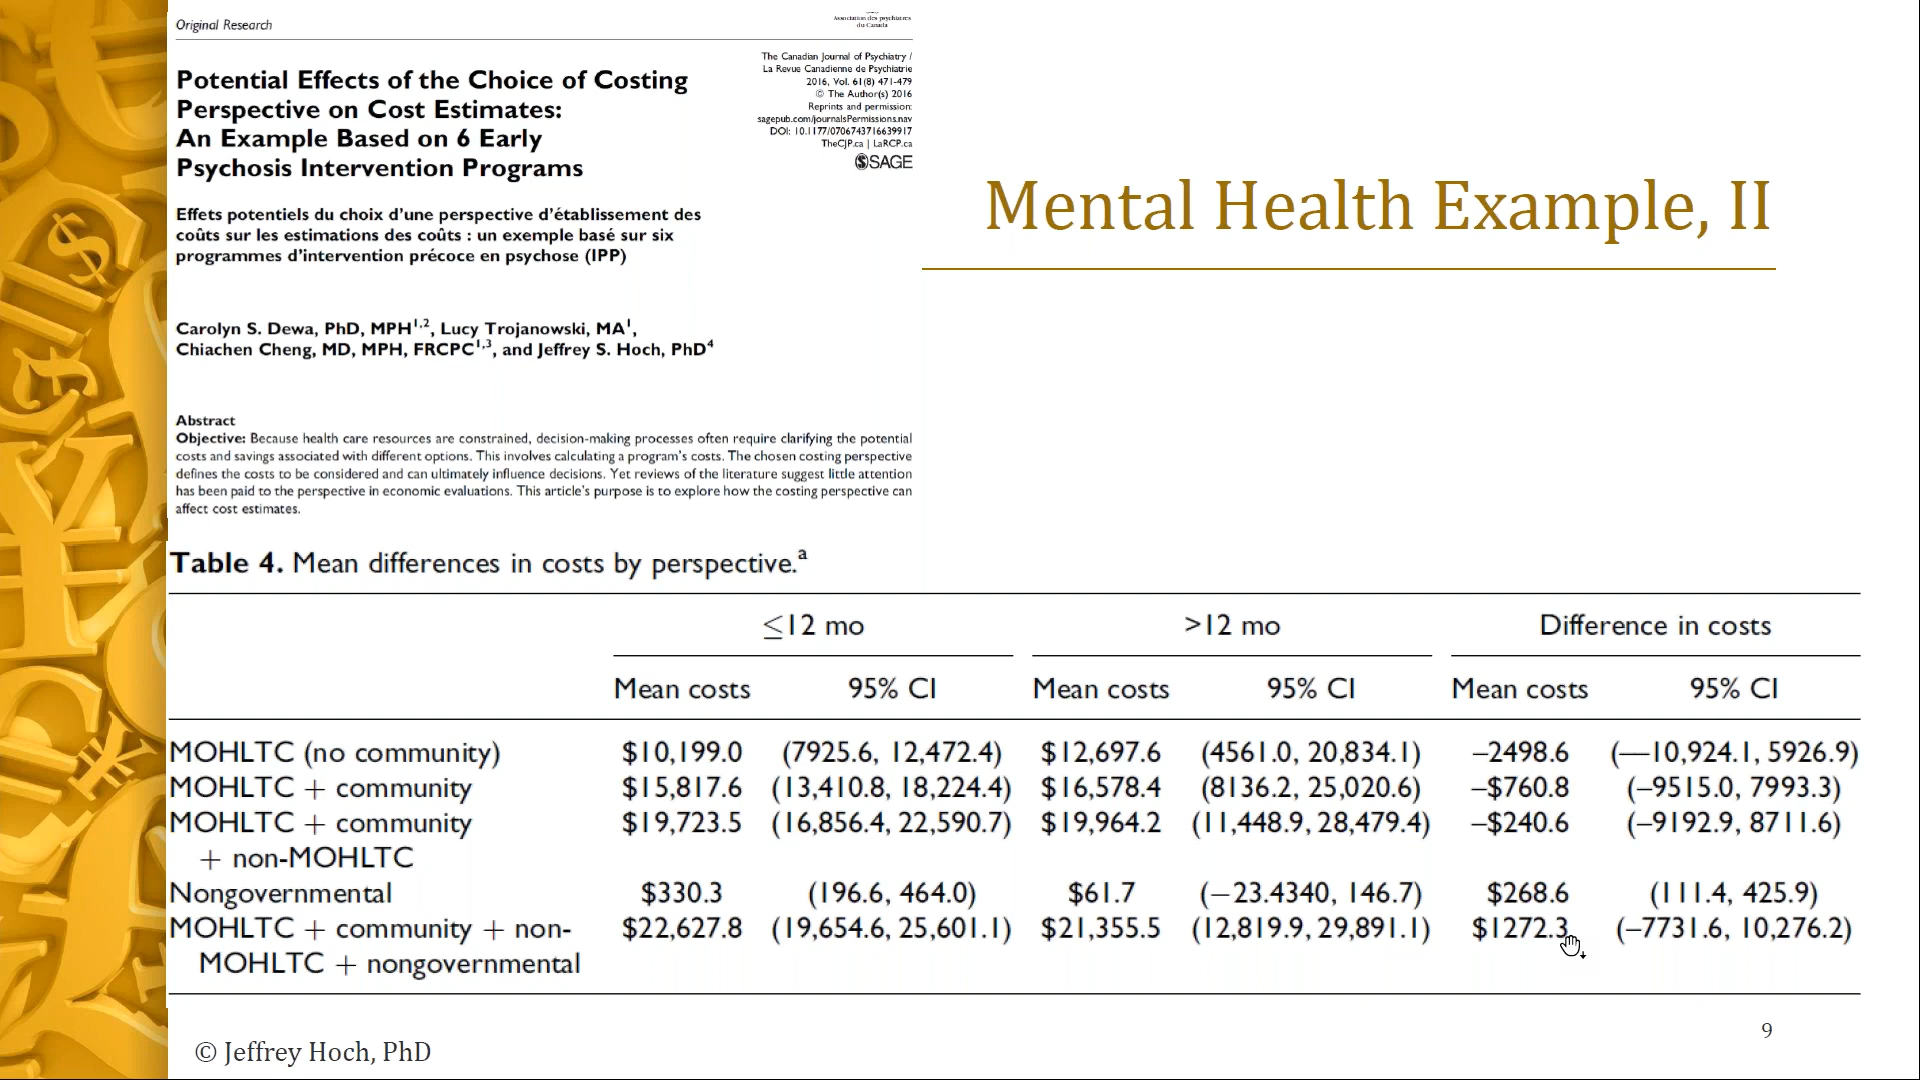 Original Research
Association des psychiatres
du Canada
The Canadian Journal of Psychiatry /
La Revue Canadienne de Psychiatrie
2016, Vol. 61(8) 471-479
© The Author(s) 2016
Reprints and permission:
sagepub.com/journalsPermissions.nav
DOI: 10.1177/0706743716639917
TheCJP.ca | LaRCP.ca
SAGE
Potential Effects of the Choice of Costing
Perspective on Cost Estimates:
An Example Based on 6 Early
Psychosis Intervention Programs
Effets potentiels du choix d’une perspective d’établissement des
coûts sur les estimations des coûts : un exemple basé sur six
programmes d’intervention précoce en psychose (IPP)
Carolyn S. Dewa, PhD, MPH1,2, Lucy Trojanowski, MA1,
Chiachen Cheng, MD, MPH, FRCPC1,3, and Jeffrey S. Hoch, PhD4
Abstract
Objective: Because health care resources are constrained, decision-making processes often require clarifying the potential
costs and savings associated with different options. This involves calculating a program’s costs. The chosen costing perspective
defines the costs to be considered and can ultimately influence decisions. Yet reviews of the literature suggest little attention
has been paid to the perspective in economic evaluations. This article’s purpose is to explore how the costing perspective can
affect cost estimates.
Mental Health Example, II
Table 4. Mean differences in costs by perspective.a
≤12 mo >12 mo Difference in costs
Mean costs 95% CI Mean costs 95% CI Mean costs 95% CI
MOHLTC (no community) $10,199.0 (7925.6, 12,472.4) $12,697.6 (4561.0, 20,834.1) –2498.6 (—10,924.1, 5926.9)
MOHLTC + community $15,817.6 (13,410.8, 18,224.4) $16,578.4 (8136.2, 25,020.6) –$760.8 (–9515.0, 7993.3)
MOHLTC + community $19,723.5 (16,856.4, 22,590.7) $19,964.2 (11,448.9, 28,479.4) –$240.6 (–9192.9, 8711.6)
+ non-MOHLTC
Nongovernmental $330.3 (196.6, 464.0) $61.7 (−23.4340, 146.7) $268.6 (111.4, 425.9)
MOHLTC + community + non- $22,627.8 (19,654.6, 25,601.1) $21,355.5 (12,819.9, 29,891.1) $1272.3 (–7731.6, 10,276.2)
MOHLTC + nongovernmental
© Jeffrey Hoch, PhD
9